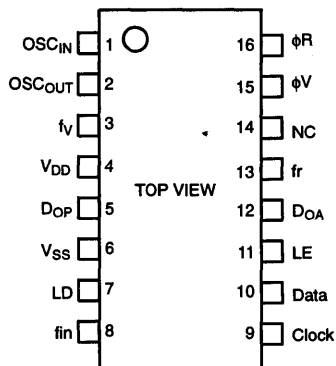 OSCIN 1 16 φR
OSCOUT 2 15 φV
fV 3 14 NC
VDD 4 13 fr
TOP VIEW
DOP 5 12 DOA
VSS 6 11 LE
LD 7 10 Data
fin 8 9 Clock